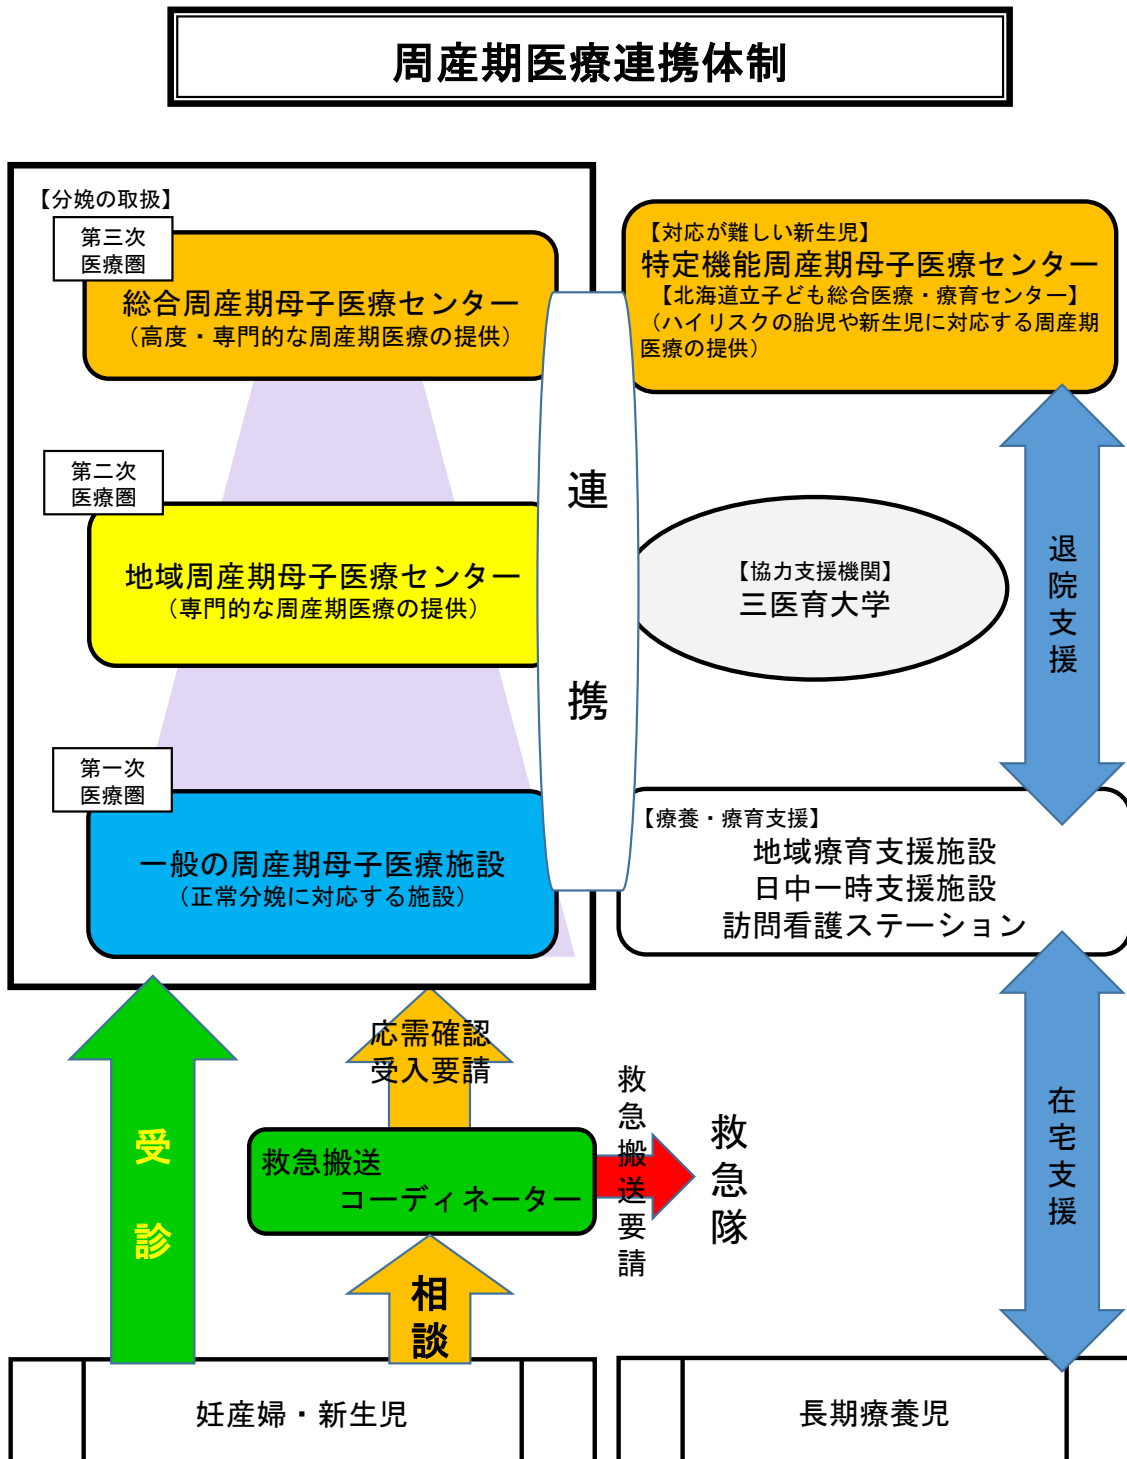 周産期医療連携体制
【分娩の取扱】
第三次
医療圏
総合周産期母子医療センター
（高度・専門的な周産期医療の提供）
【対応が難しい新生児】
特定機能周産期母子医療センター
【北海道立子ども総合医療・療育センター】
（ハイリスクの胎児や新生児に対応する周産期
医療の提供）
第二次
医療圏
地域周産期母子医療センター
（専門的な周産期医療の提供）
連携
【協力支援機関】
三医育大学
退院支援
第一次
医療圏
一般の周産期母子医療施設
（正常分娩に対応する施設）
【療養・療育支援】
地域療育支援施設
日中一時支援施設
訪問看護ステーション
応需確認
受入要請
受診
救急搬送
コーディネーター
救急搬送要請
救急隊
在宅支援
相談
妊産婦・新生児
長期療養児